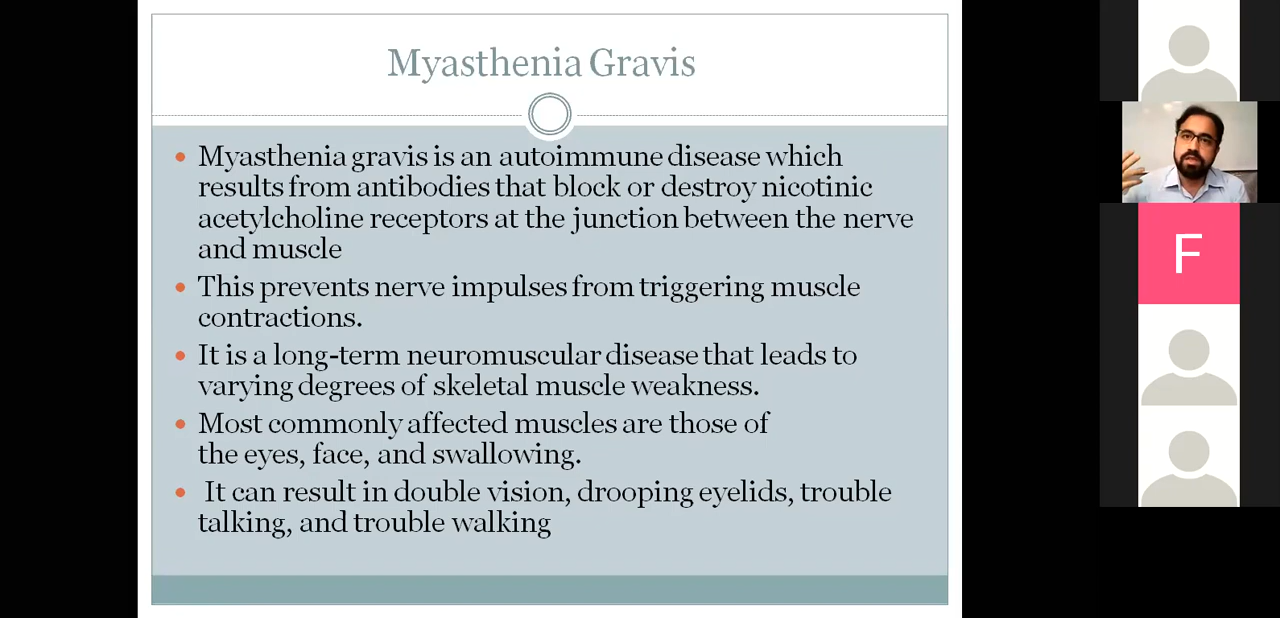 Myasthenia Gravis
Myasthenia gravis is an autoimmune disease which
results from antibodies that block or destroy nicotinic
acetylcholine receptors at the junction between the nerve
and muscle
This prevents nerve impulses from triggering muscle
contractions.
It is a long-term neuromuscular disease that leads to
varying degrees of skeletal muscle weakness.
Most commonly affected muscles are those of
the eyes, face, and swallowing.
It can result in double vision, drooping eyelids, trouble
talking, and trouble walking
F